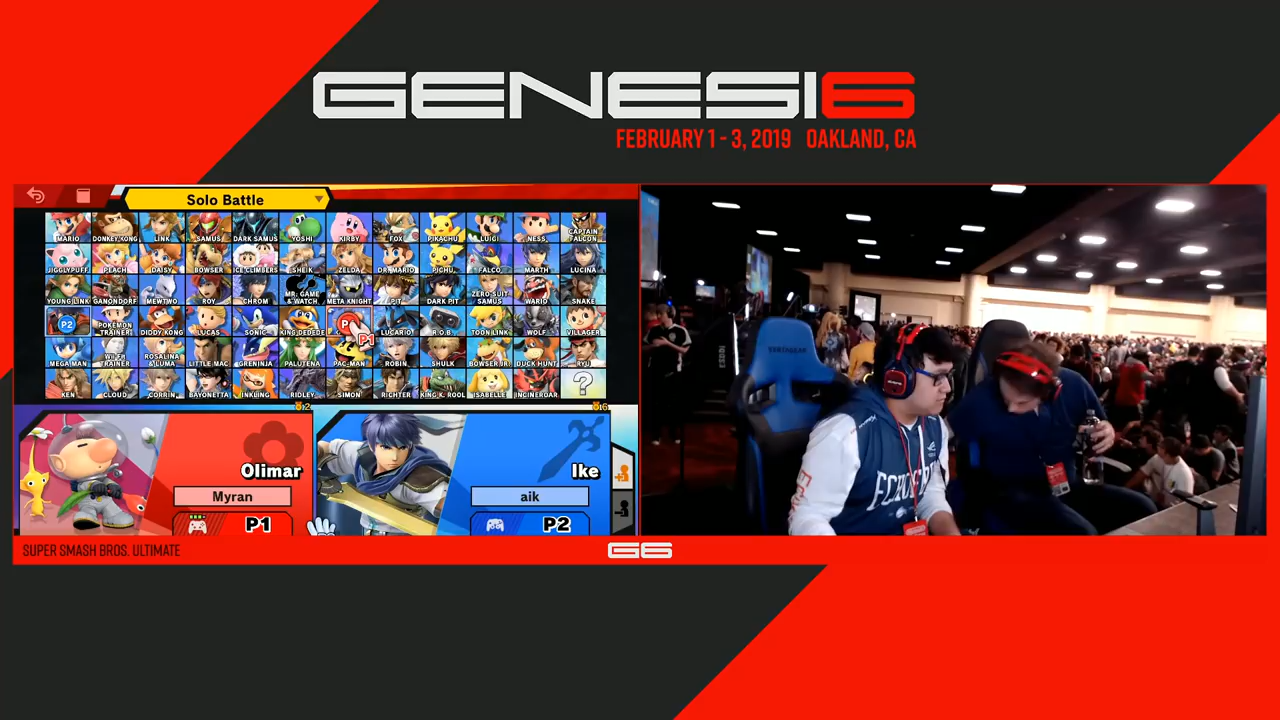 GENESI6
FEBRUARY 1 - 3, 2019 OAKLAND, CA
Solo Battle
MARIO DONKEY KONG LINK SAMUS DARK SAMUS YOSHI KIRBY FOX PIKACHU LUIGI NESS CAPTAIN FALCON
JIGGLYPUFF PEACH DAISY BOWSER ICE CLIMBERS SHEIK ZELDA DR. MARIO PICHU FALCO MARTH LUCINA
YOUNG LINK GANONDORF MEWTWO ROY CHROM MR. GAME & WATCH META KNIGHT PIT DARK PIT ZERO SUIT SAMUS WARIO SNAKE
P2 POKÉMON TRAINER DIDDY KONG LUCAS SONIC KING DEDEDE P1 LUCARIO R.O.B. TOON LINK WOLF VILLAGER
MEGA MAN WII FIT TRAINER ROSALINA & LUMA LITTLE MAC GRENINJA PALUTENA PAC-MAN ROBIN SHULK BOWSER JR. DUCK HUNT RYU
KEN CLOUD CORRIN BAYONETTA INKLING RIDLEY SIMON RICHTER KING K. ROOL ISABELLE INCINEROAR ?
2
6
Olimar
Myran
P1
Ike
aik
P2
SUPER SMASH BROS. ULTIMATE
G6